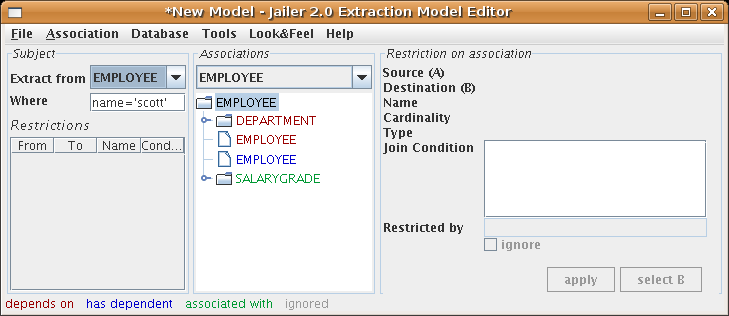 *New Model - Jailer 2.0 Extraction Model Editor
File Association Database Tools Look&Feel Help
Subject
Extract from EMPLOYEE
Where name='scott'
Restrictions
From To Name Cond...
Associations
EMPLOYEE
EMPLOYEE
DEPARTMENT
EMPLOYEE
EMPLOYEE
SALARYGRADE
Restriction on association
Source (A)
Destination (B)
Name
Cardinality
Type
Join Condition
Restricted by
ignore
apply select B
depends on has dependent associated with ignored